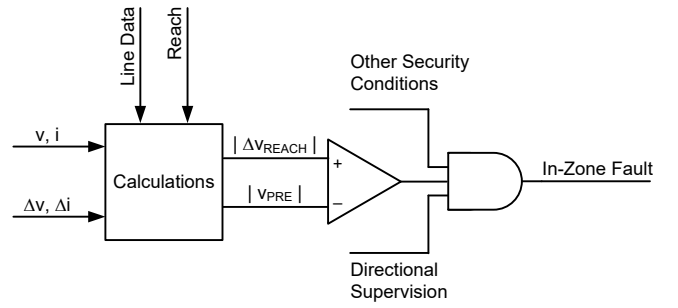 Line Data
Reach
Other Security
Conditions
v, i
| ΔvREACH |
+
In-Zone Fault
Calculations
Δv, Δi
| vPRE |
–
Directional
Supervision